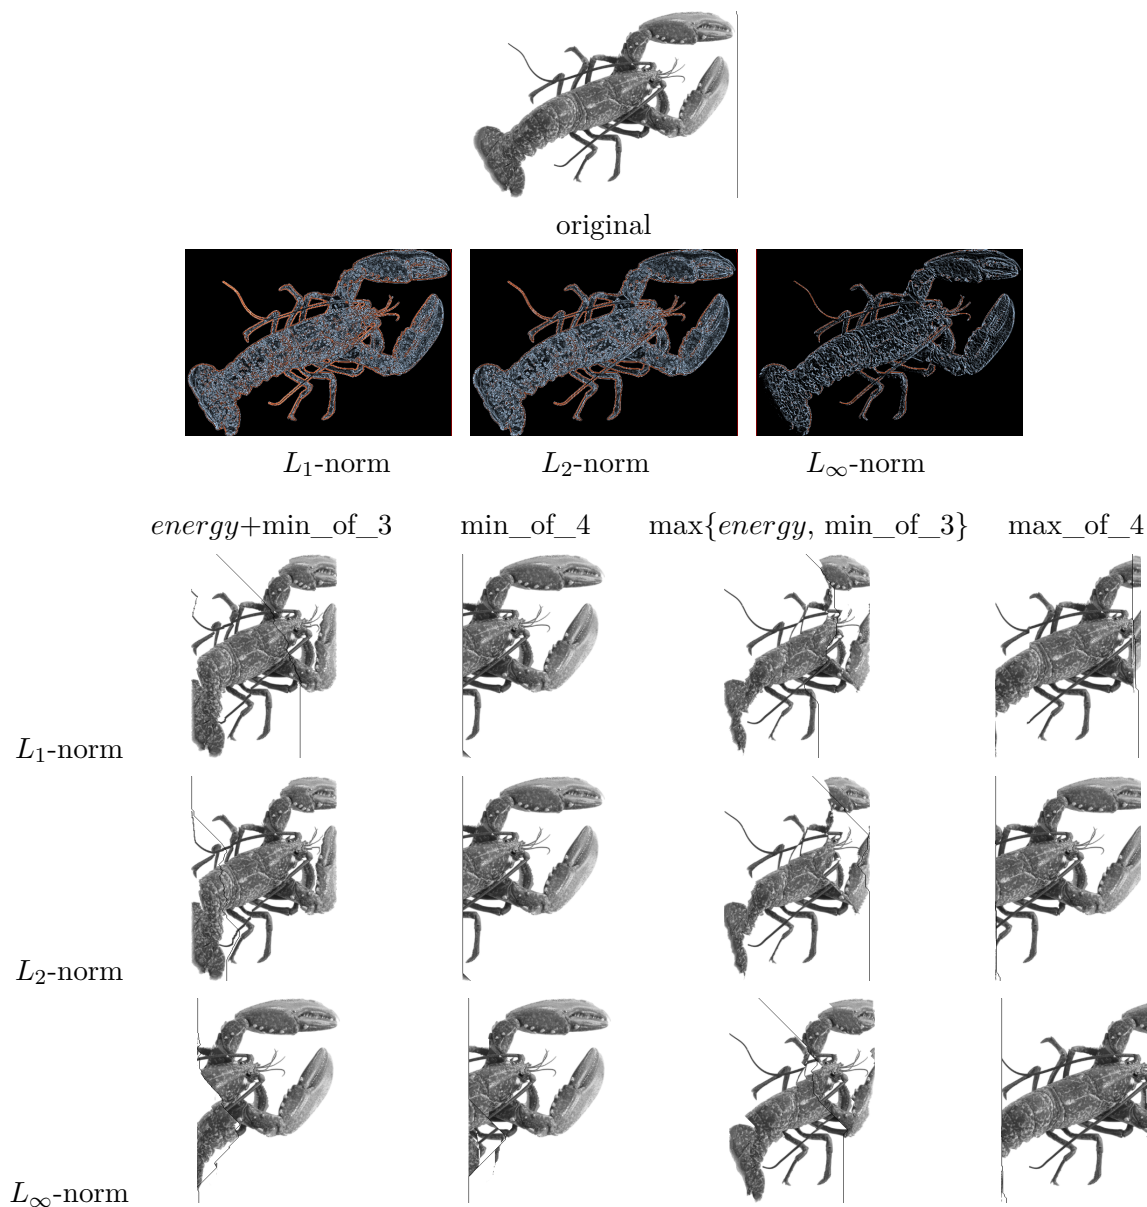 original
L₁-norm L₂-norm L∞-norm
energy+min_of_3 min_of_4 max{energy, min_of_3} max_of_4
L₁-norm
L₂-norm
L∞-norm